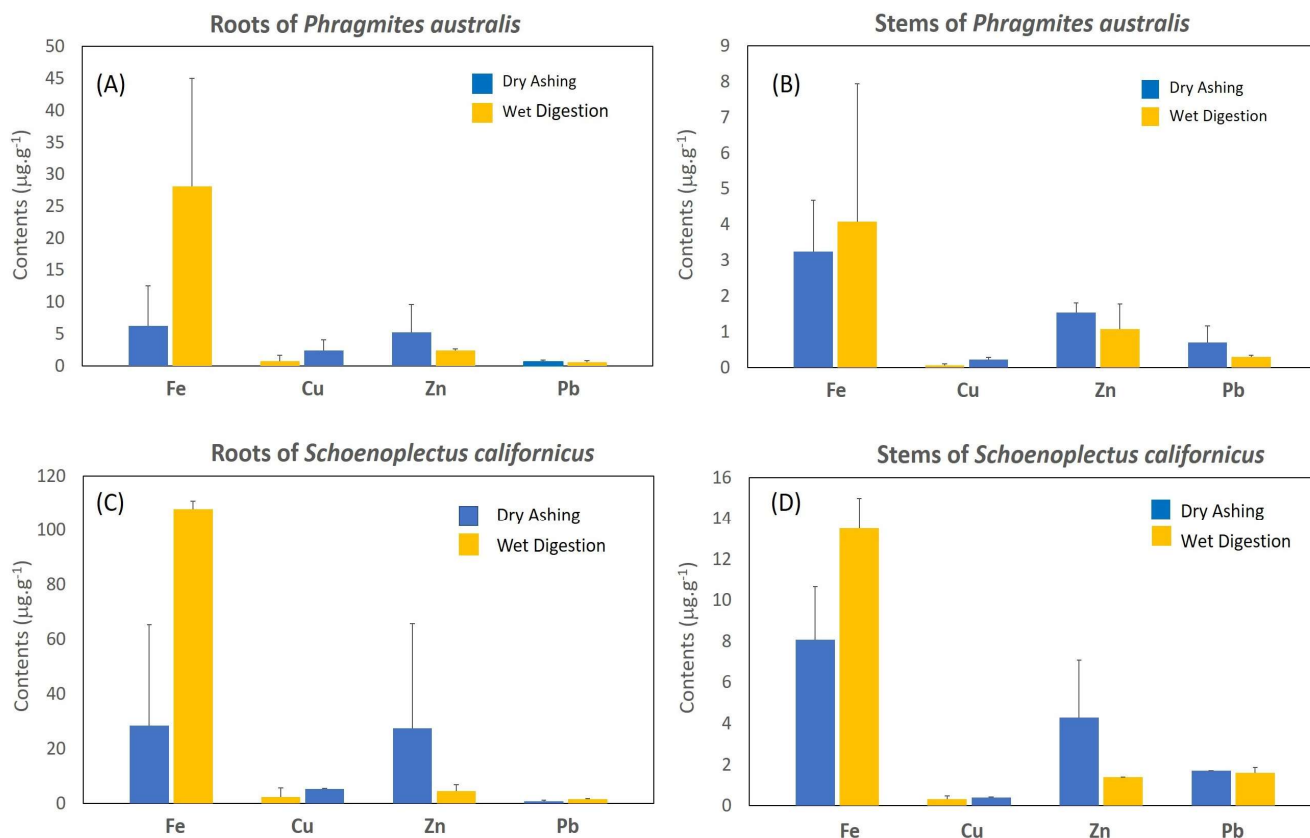 Roots of Phragmites australis
(A)
Dry Ashing
Wet Digestion
Contents (µg.g-1)
50
45
40
35
30
25
20
15
10
5
0
Fe Cu Zn Pb
Stems of Phragmites australis
(B)
Dry Ashing
Wet Digestion
Contents (µg.g-1)
9
8
7
6
5
4
3
2
1
0
Fe Cu Zn Pb
Roots of Schoenoplectus californicus
(C)
Dry Ashing
Wet Digestion
Contents (µg.g-1)
120
100
80
60
40
20
0
Fe Cu Zn Pb
Stems of Schoenoplectus californicus
(D)
Dry Ashing
Wet Digestion
Contents (µg.g-1)
16
14
12
10
8
6
4
2
0
Fe Cu Zn Pb